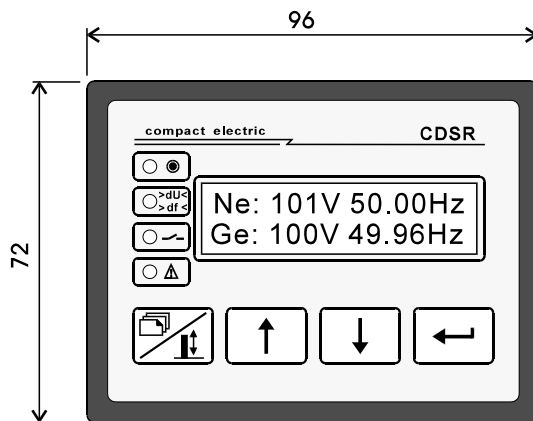 96
72
compact electric CDSR
>dU<
>df<
Ne: 101V 50.00Hz
Ge: 100V 49.96Hz